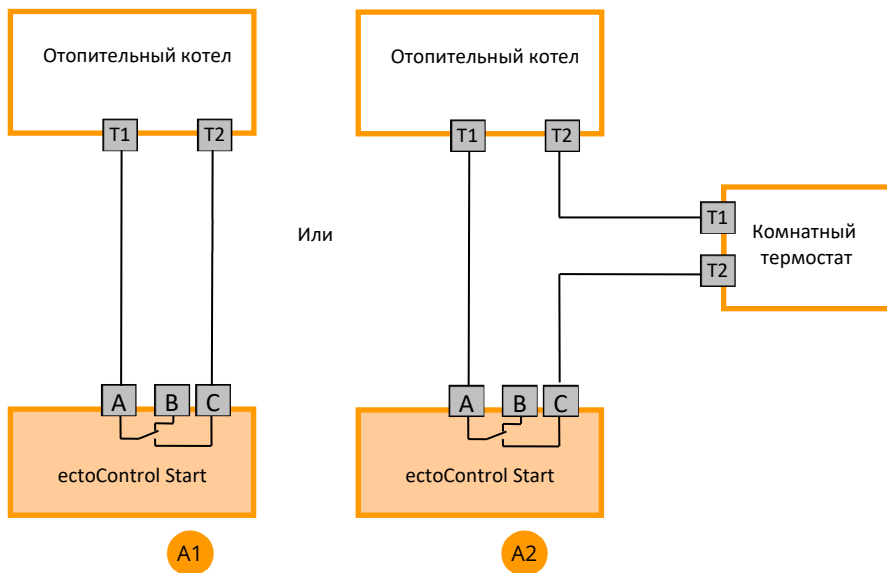 Отопительный котел
Отопительный котел
T1
T2
T1
T2
T1
Комнатный
термостат
Или
T2
A
B
C
A
B
C
ectoControl Start
ectoControl Start
A1
A2